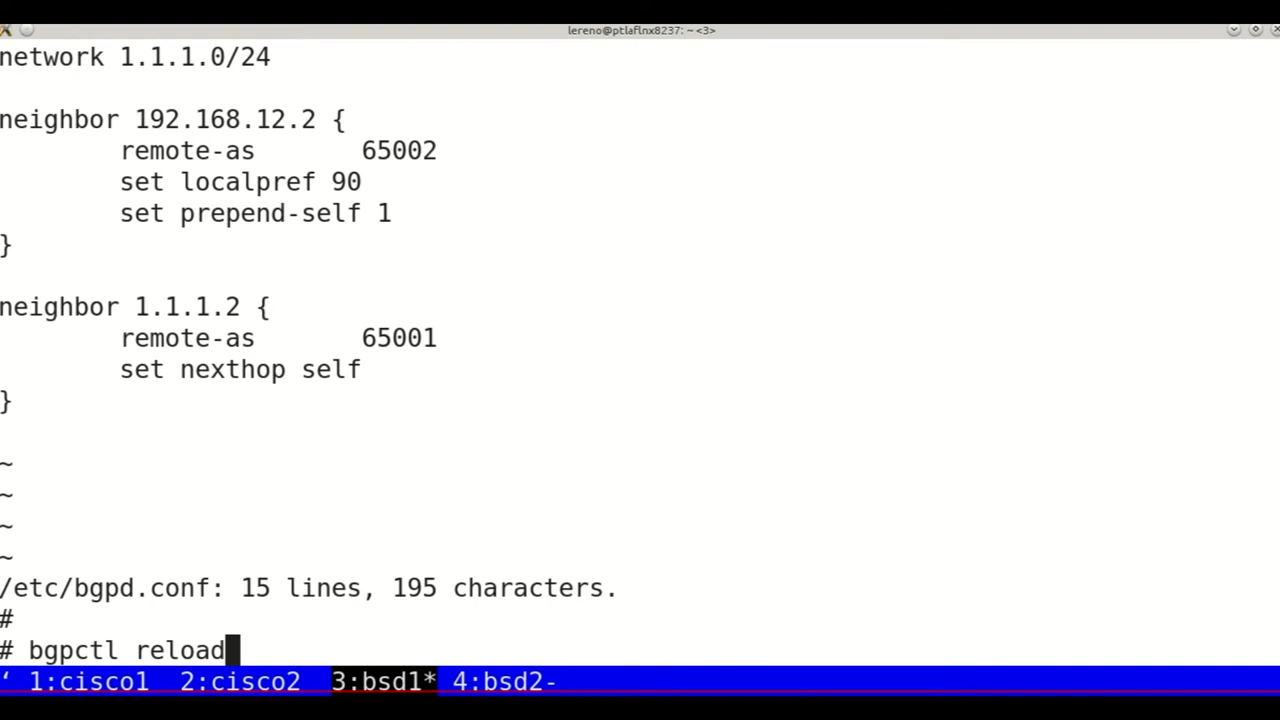 lereno@ptlaflnx8237: ~ <3>
network 1.1.1.0/24
neighbor 192.168.12.2 {
remote-as 65002
set localpref 90
set prepend-self 1
}
neighbor 1.1.1.2 {
remote-as 65001
set nexthop self
}
~
~
~
~
/etc/bgpd.conf: 15 lines, 195 characters.
#
# bgpctl reload
‘ 1:cisco1 2:cisco2 3:bsd1* 4:bsd2-